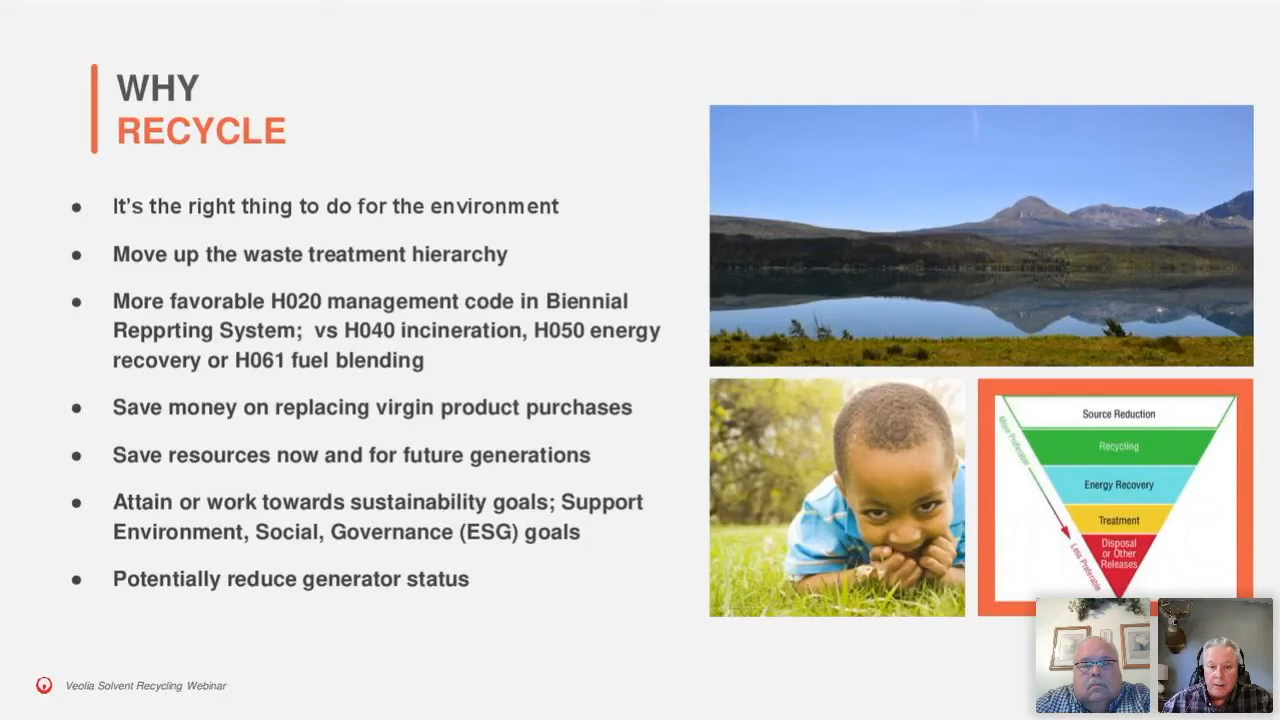 WHY
RECYCLE
● It's the right thing to do for the environment
● Move up the waste treatment hierarchy
● More favorable H020 management code in Biennial
Repprting System;  vs H040 incineration, H050 energy
recovery or H061 fuel blending
● Save money on replacing virgin product purchases
● Save resources now and for future generations
● Attain or work towards sustainability goals; Support
Environment, Social, Governance (ESG) goals
● Potentially reduce generator status
More Preferable
Less Preferable
Source Reduction
Recycling
Energy Recovery
Treatment
Disposal
or Other
Releases
Veolia Solvent Recycling Webinar